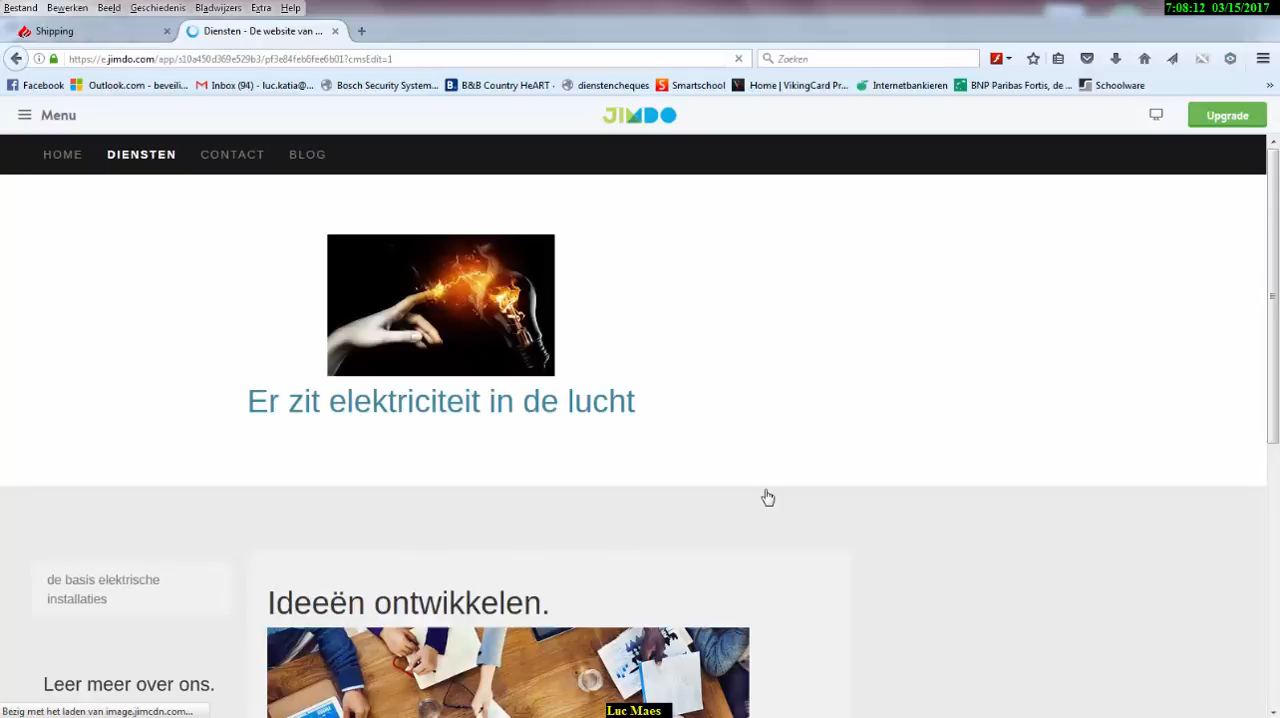 Bestand Bewerken Beeld Geschiedenis Bladwijzers Extra Help
7:08:12 03/15/2017
Shipping
Diensten - De website van ...
https://c.jimdo.com/app/s10a450d369e529b3/pf3e84feb6fee6b01?cmsEdit=1
Zoeken
Facebook
Outlook.com - beveili...
Inbox (94) - luc.katia@...
Bosch Security System...
B&B Country HeART -
dienstencheques
Smartschool
Home | VikingCard Pr...
Internetbankieren
BNP Paribas Fortis, de ...
Schoolware
Menu
JIMDO
Upgrade
HOME DIENSTEN CONTACT BLOG
Er zit elektriciteit in de lucht
de basis elektrische
installaties
Ideeën ontwikkelen.
Leer meer over ons.
Bezig met het laden van image.jimcdn.com...
Luc Maes